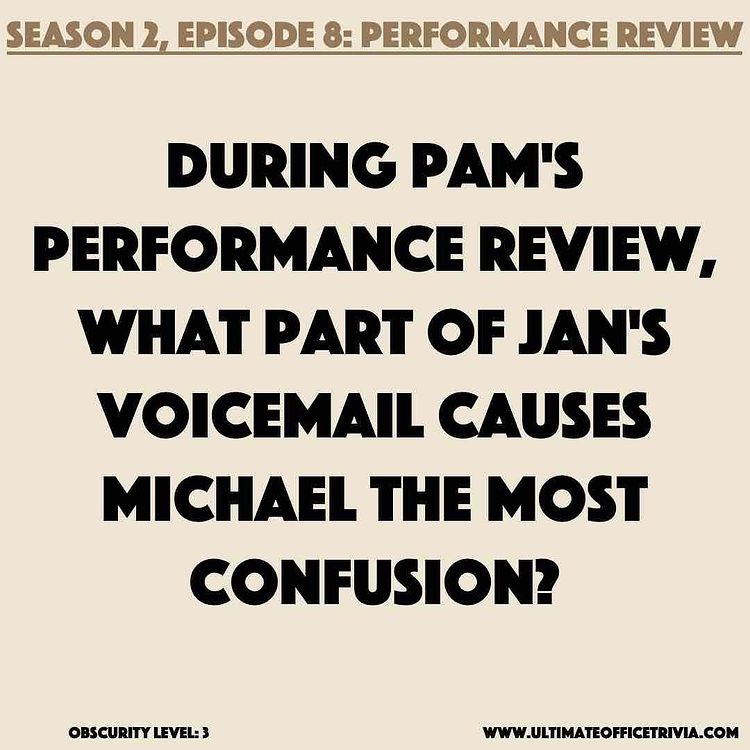 SEASON 2, EPISODE 8: PERFORMANCE REVIEW
DURING PAM'S
PERFORMANCE REVIEW,
WHAT PART OF JAN'S
VOICEMAIL CAUSES
MICHAEL THE MOST
CONFUSION?
OBSCURITY LEVEL: 3
WWW.ULTIMATEOFFICETRIVIA.COM